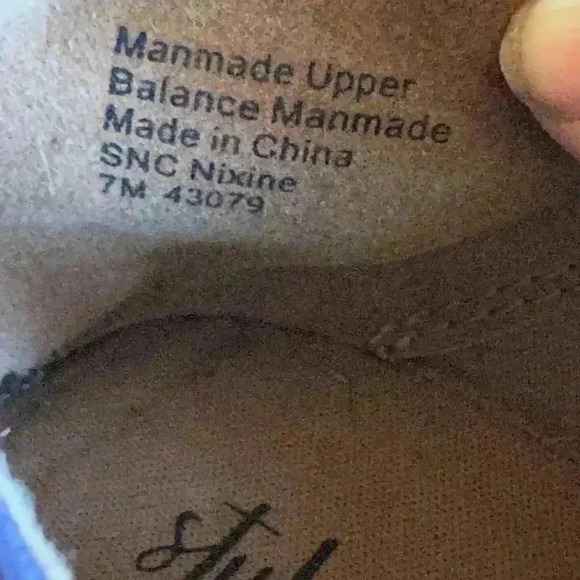 Manmade Upper
Balance Manmade
Made in China
SNC Nixine
7M 43079